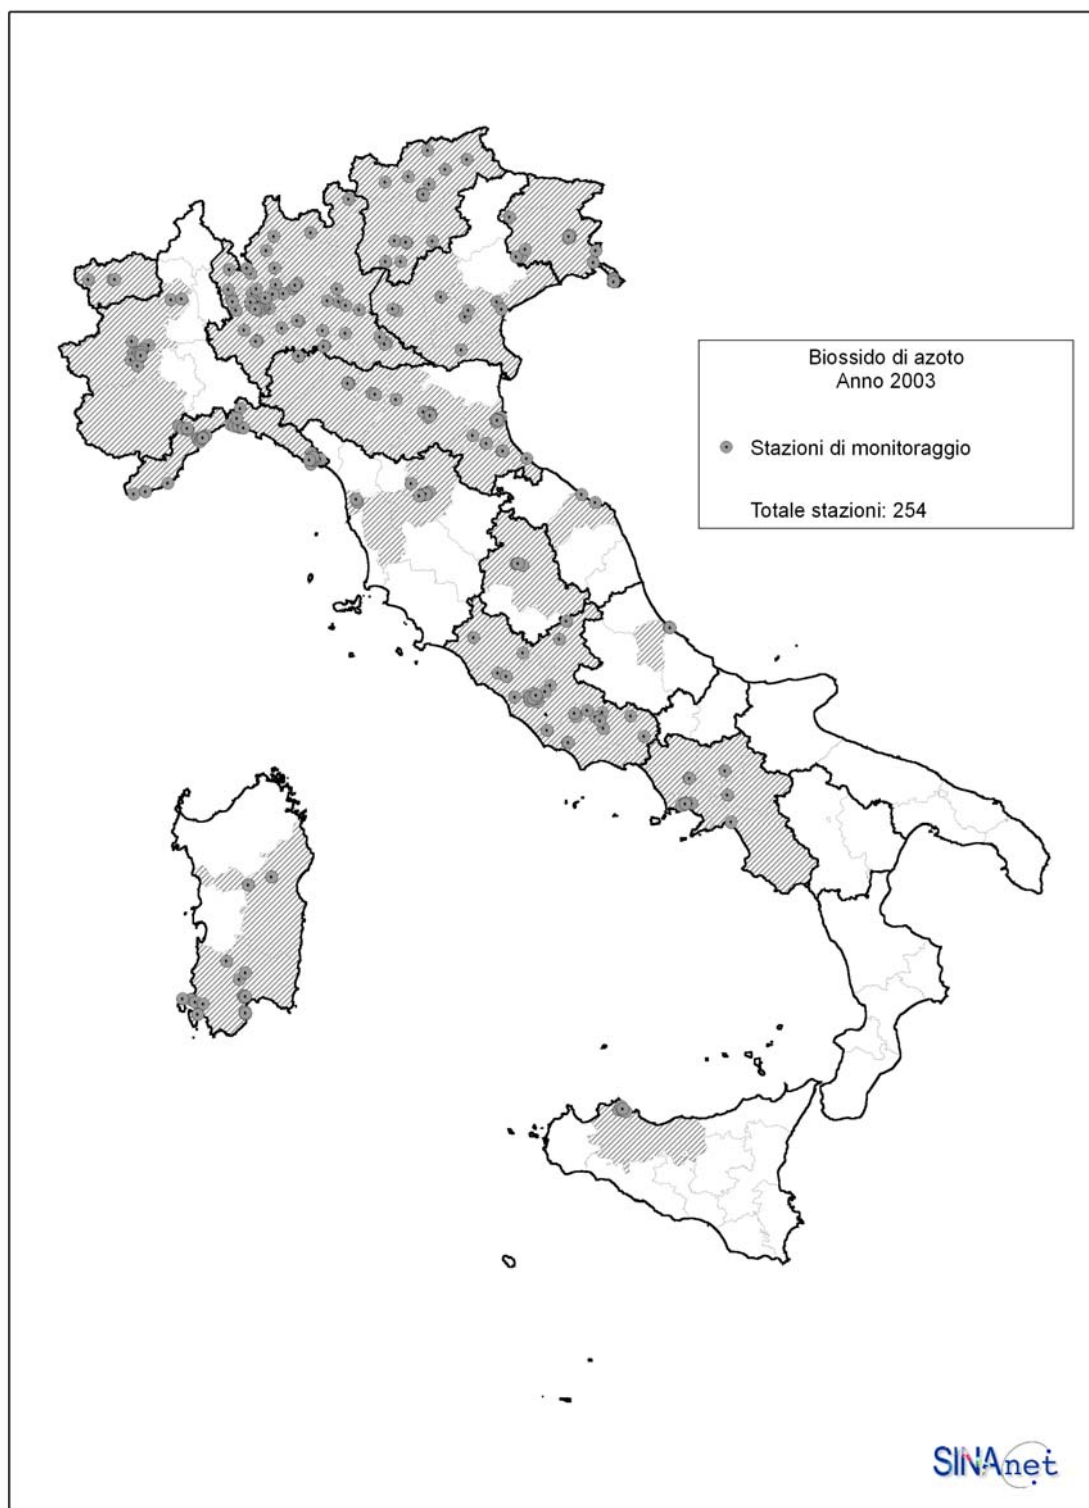 Biossido di azoto
Anno 2003
Stazioni di monitoraggio
Totale stazioni: 254
SINAnet